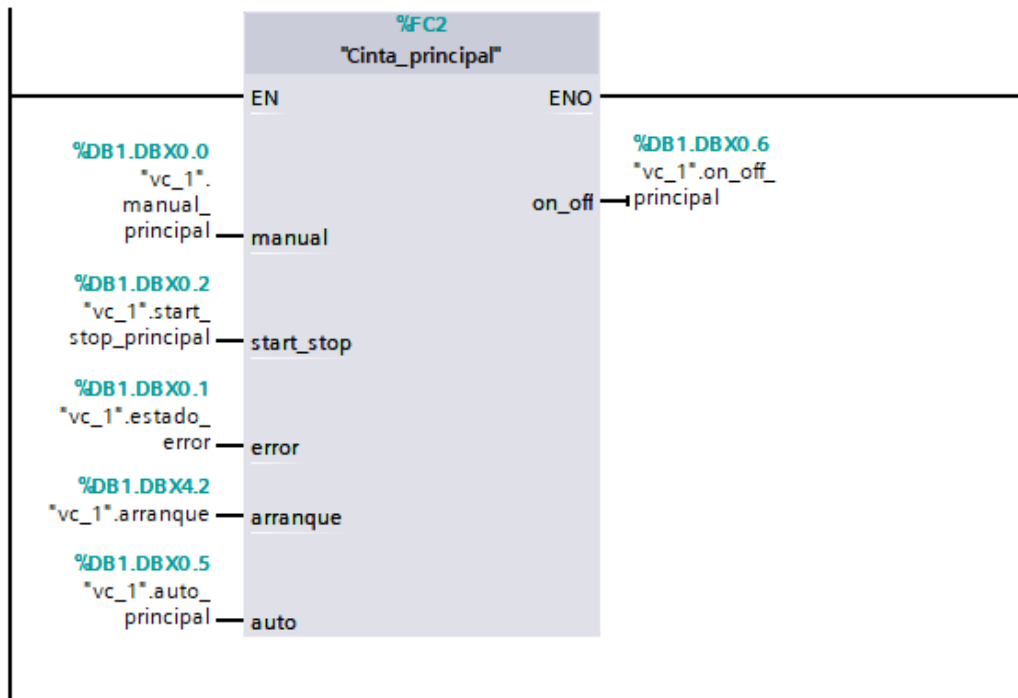 %FC2
"Cinta_principal"
EN
ENO
%DB1.DBX0.0
"vc_1".
manual_
principal
manual
%DB1.DBX0.6
"vc_1".on_off_
principal
on_off
%DB1.DBX0.2
"vc_1".start_
stop_principal
start_stop
%DB1.DBX0.1
"vc_1".estado_
error
error
%DB1.DBX4.2
"vc_1".arranque
arranque
%DB1.DBX0.5
"vc_1".auto_
principal
auto